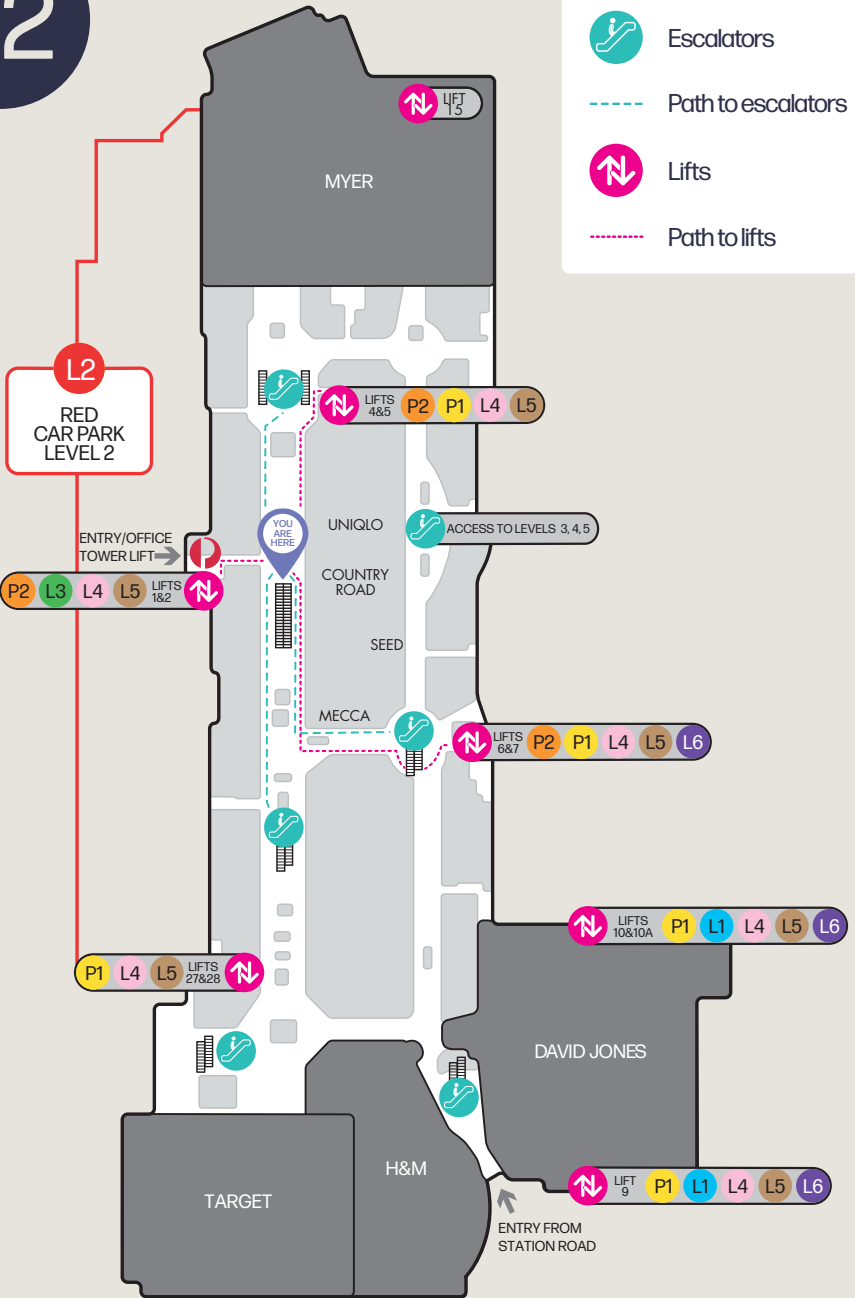 2
Escalators
Path to escalators
Lifts
Path to lifts
LIFT
15
MYER
L2
RED
CAR PARK
LEVEL 2
LIFTS
4&5
P2 P1 L4 L5
YOU
ARE
HERE
UNIQLO
ACCESS TO LEVELS 3, 4, 5
ENTRY/OFFICE
TOWER LIFT
COUNTRY
ROAD
P2 L3 L4 L5
LIFTS
1&2
SEED
MECCA
LIFTS
6&7
P2 P1 L4 L5 L6
LIFTS
10&10A
P1 L1 L4 L5 L6
P1 L4 L5
LIFTS
27&28
DAVID JONES
H&M
TARGET
LIFT
9
P1 L1 L4 L5 L6
ENTRY FROM
STATION ROAD